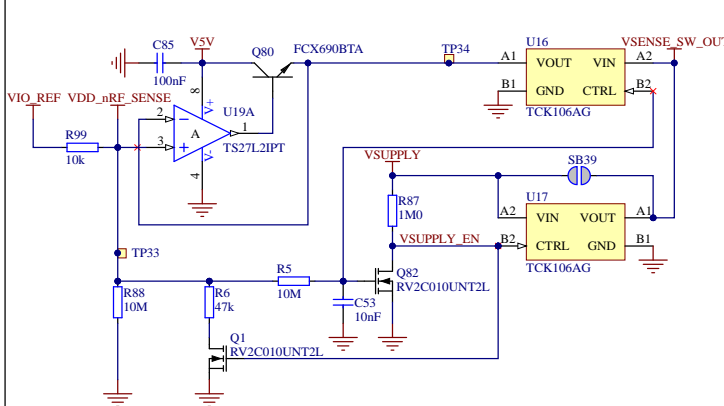 C85
100nF
V5V
Q80
FCX690BTA
TP34
U16
VSENSE_SW_OUT
A1
VOUT
VIN
A2
B1
GND
CTRL
B2
TCK106AG
VIO_REF
VDD_nRF_SENSE
8
V+
2
U19A
A
1
3
TS27L2IPT
V-
4
R99
10k
VSUPPLY
SB39
R87
1M0
U17
A2
VIN
VOUT
A1
VSUPPLY_EN
B2
CTRL
GND
B1
TCK106AG
TP33
R88
10M
R6
47k
R5
10M
Q82
RV2C010UNT2L
C53
10nF
Q1
RV2C010UNT2L